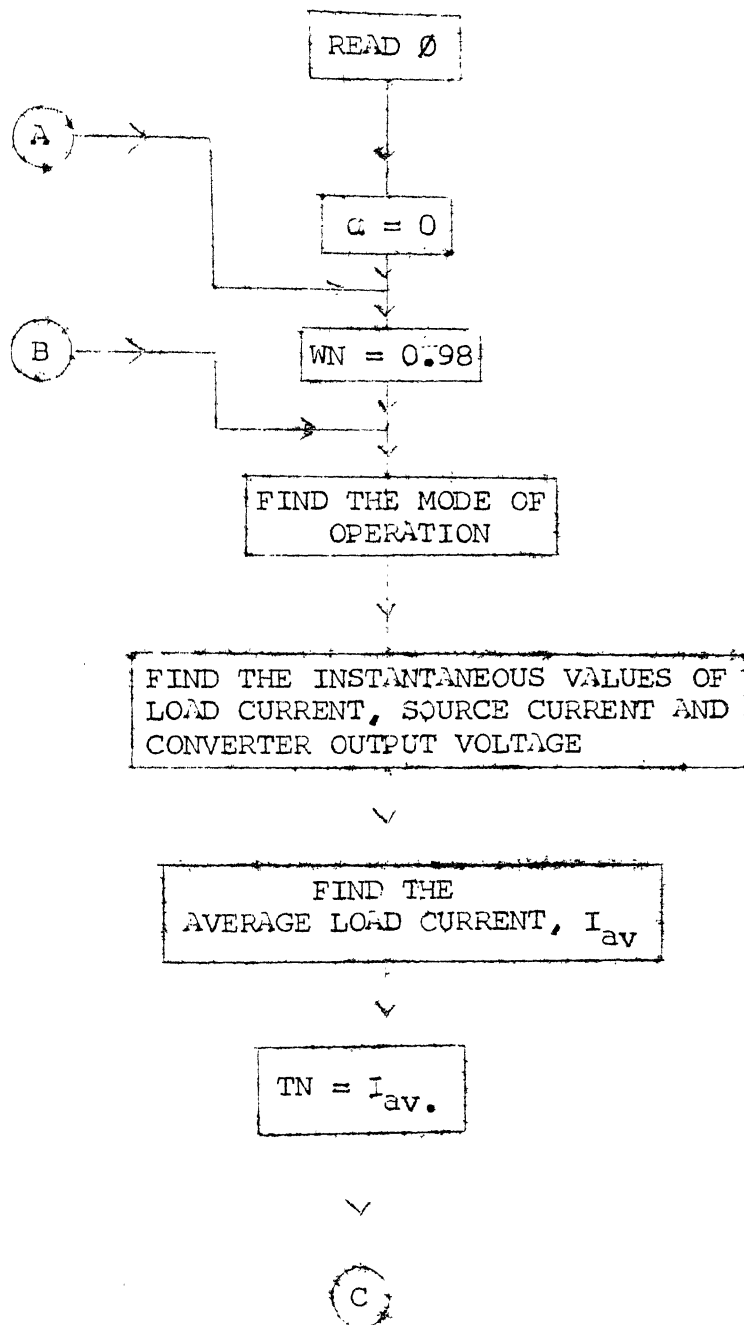 READ Ø
A
α = 0
B
WN = 0.98
FIND THE MODE OF
OPERATION
FIND THE INSTANTANEOUS VALUES OF
LOAD CURRENT, SOURCE CURRENT AND
CONVERTER OUTPUT VOLTAGE
FIND THE
AVERAGE LOAD CURRENT, Iav
TN = Iav.
C